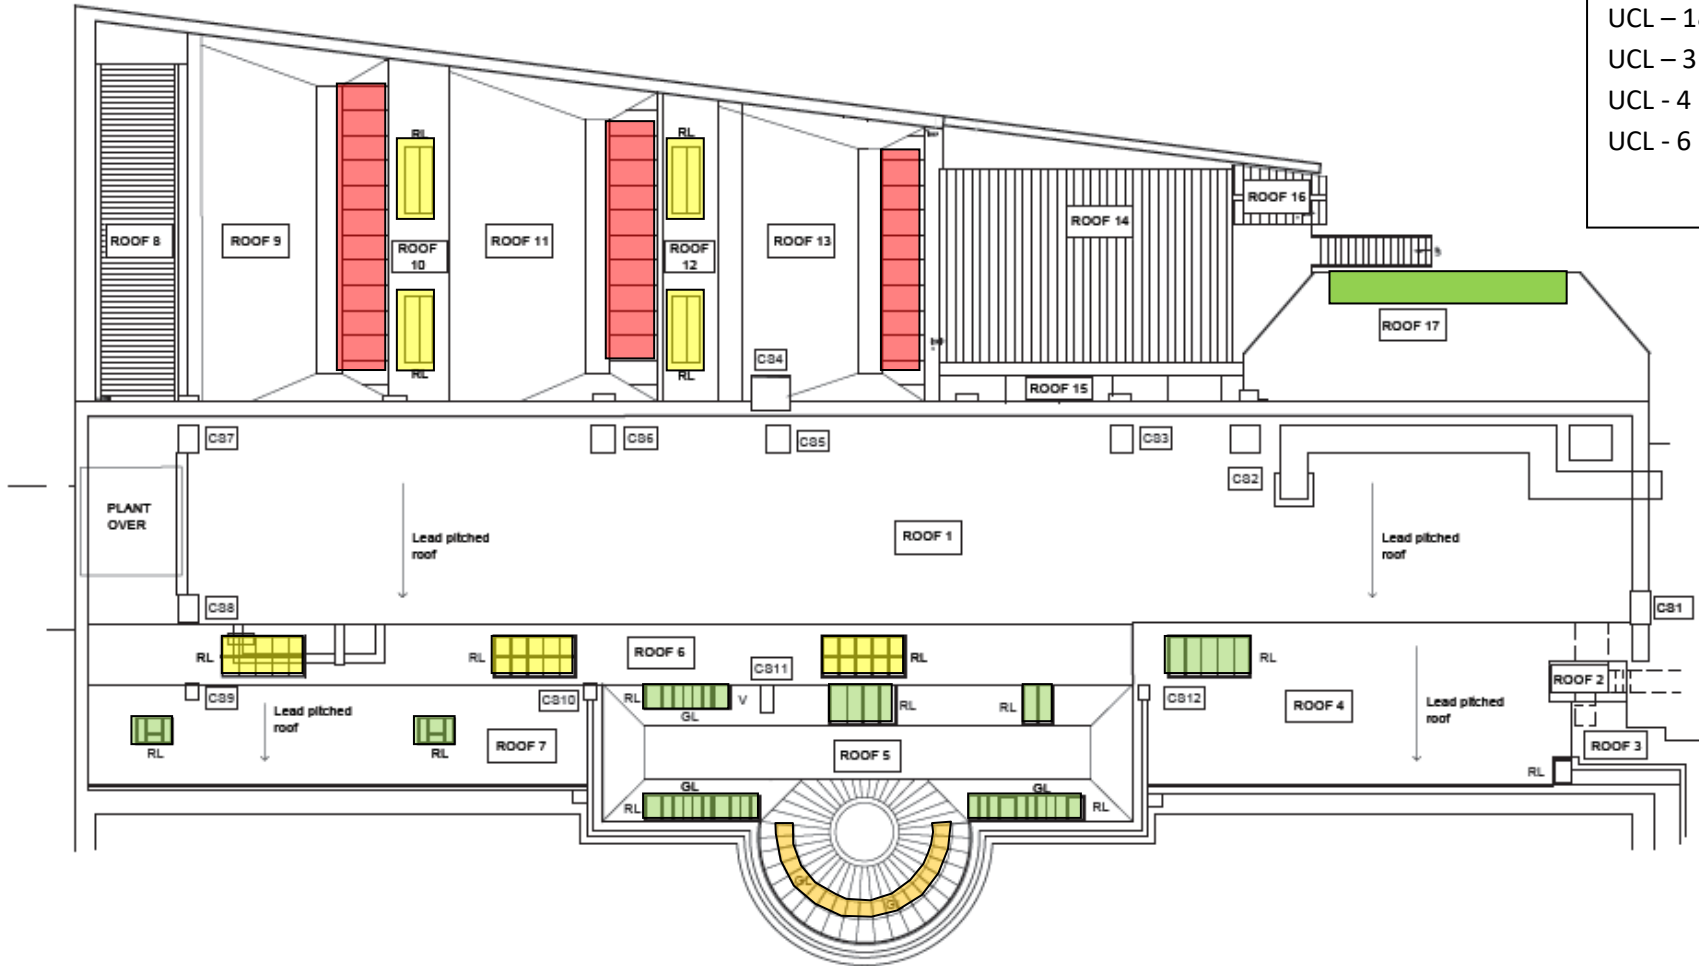 UCL – 3
UCL - 4
UCL - 6
RL
RL
ROOF 16
ROOF 14
ROOF 8
ROOF 9
ROOF
10
ROOF 11
ROOF
12
ROOF 13
ROOF 17
RL
RL
CS4
ROOF 15
CS7
CS6
CS5
CS3
CS2
PLANT
OVER
Lead pitched
roof
ROOF 1
Lead pitched
roof
CS8
CS1
RL
RL
ROOF 6
RL
RL
CS11
ROOF 2
CS9
CS10
RL
GL
V
RL
RL
CS12
ROOF 4
Lead pitched
roof
Lead pitched
roof
RL
RL
ROOF 7
ROOF 5
ROOF 3
RL
GL
RL
GL
RL
GL
GL